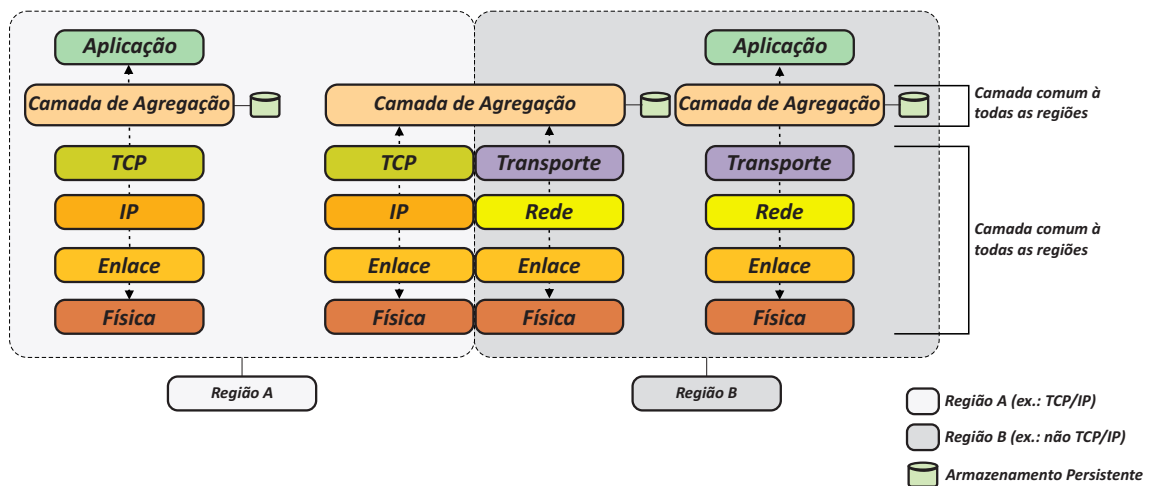 Aplicação
Aplicação
Camada de Agregação
Camada de Agregação
Camada de Agregação
Camada comum à
todas as regiões
TCP
TCP
Transporte
Transporte
IP
IP
Rede
Rede
Camada comum à
todas as regiões
Enlace
Enlace
Enlace
Enlace
Física
Física
Física
Física
Região A
Região B
Região A (ex.: TCP/IP)
Região B (ex.: não TCP/IP)
Armazenamento Persistente